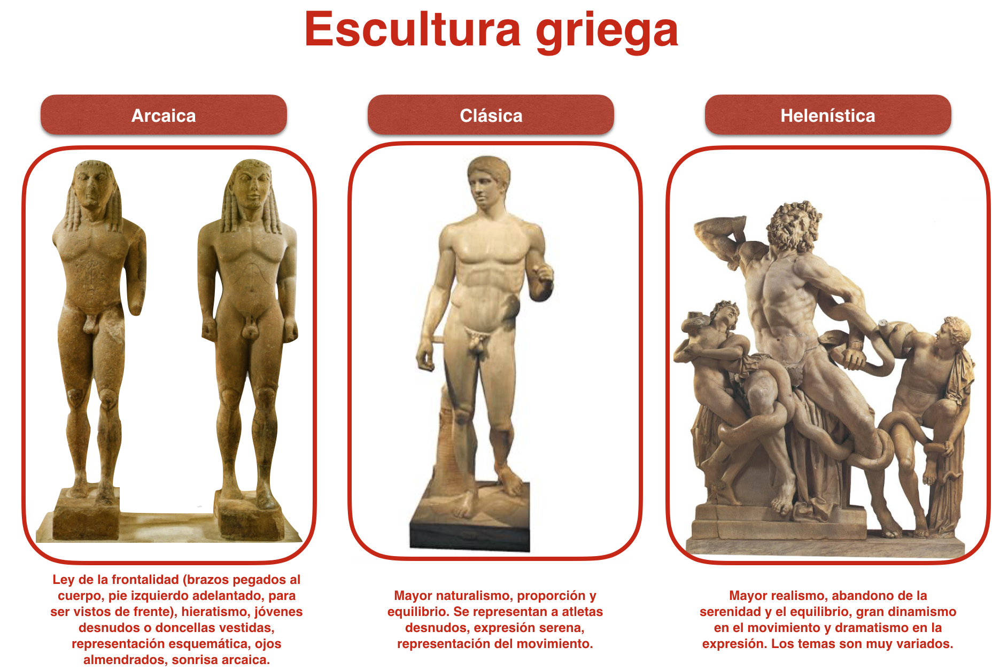 Escultura griega
Arcaica
Clásica
Helenística
Ley de la frontalidad (brazos pegados al
cuerpo, pie izquierdo adelantado, para
ser vistos de frente), hieratismo, jóvenes
desnudos o doncellas vestidas,
representación esquemática, ojos
almendrados, sonrisa arcaica.
Mayor naturalismo, proporción y
equilibrio. Se representan a atletas
desnudos, expresión serena,
representación del movimiento.
Mayor realismo, abandono de la
serenidad y el equilibrio, gran dinamismo
en el movimiento y dramatismo en la
expresión. Los temas son muy variados.